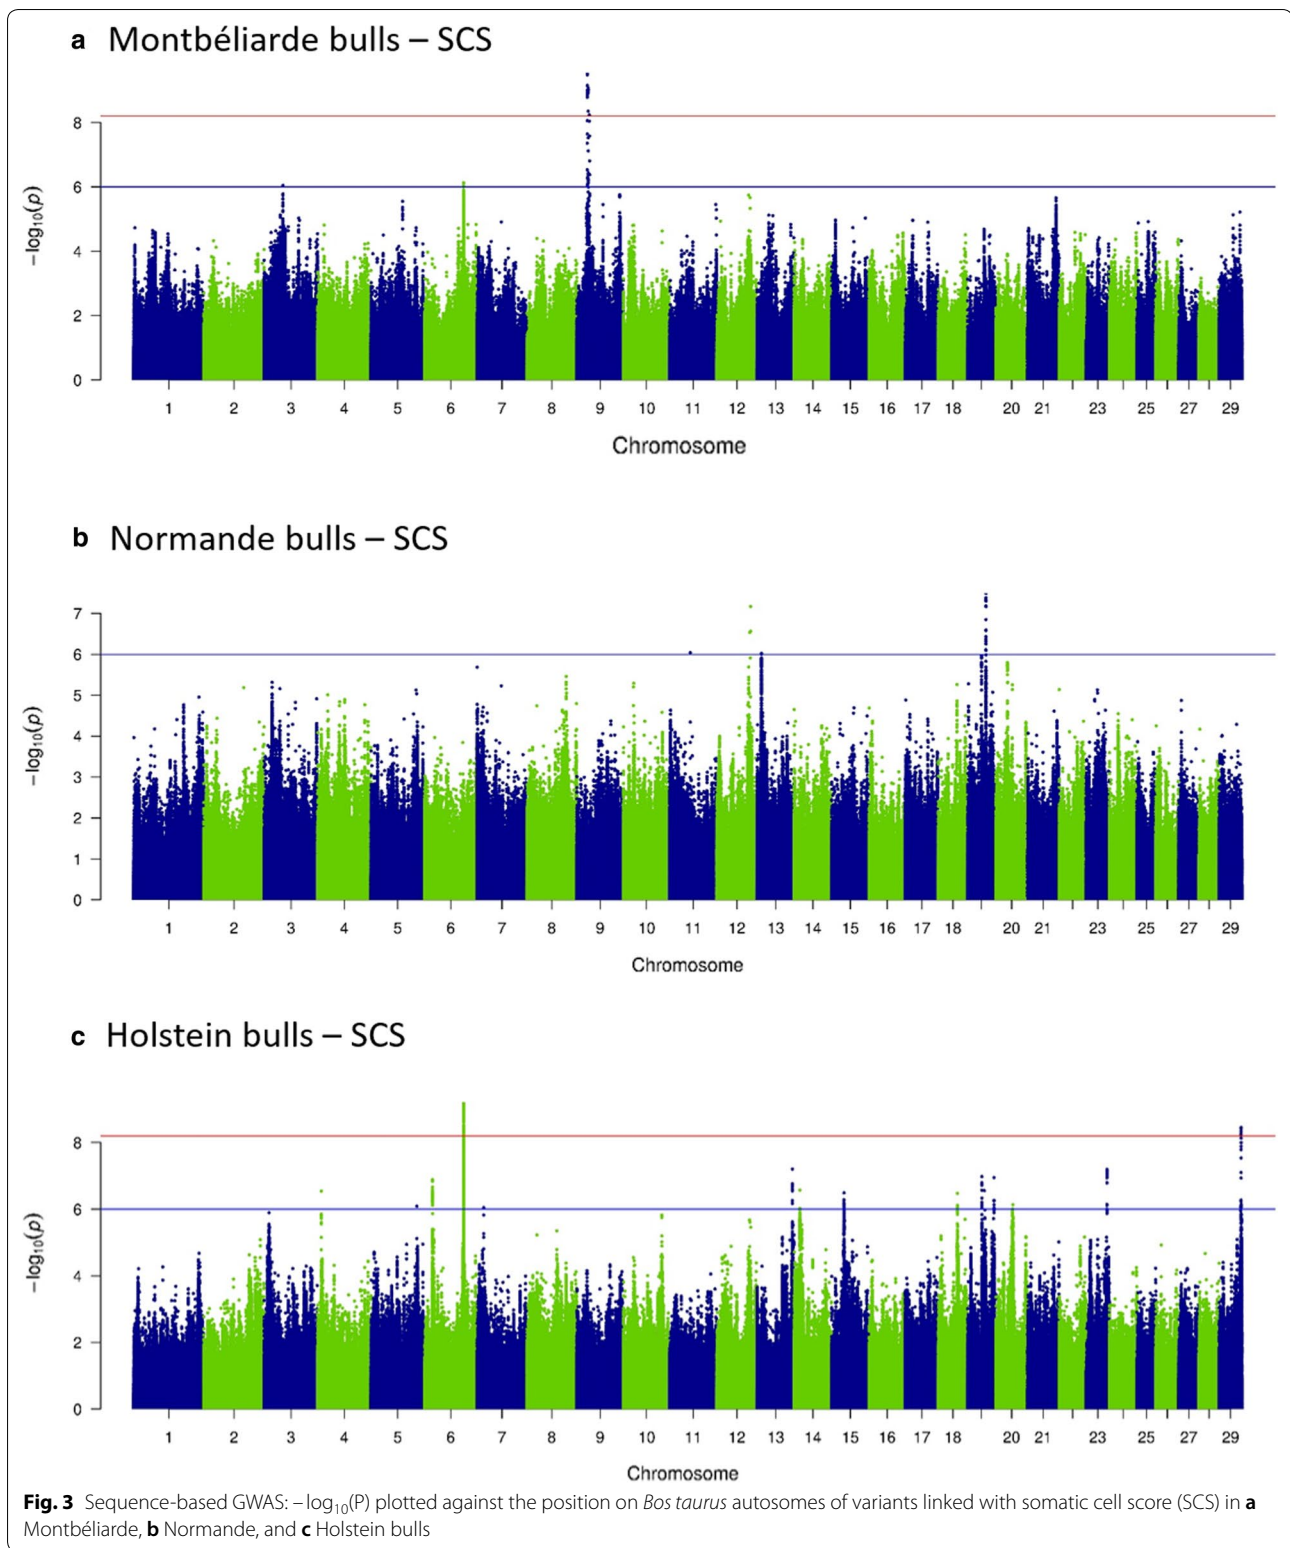 a Montbéliarde bulls – SCS
8
6
4
2
0
−log10(p)
1 2 3 4 5 6 7 8 9 10 11 12 13 14 15 16 17 18 20 21 23 25 27 29
Chromosome
b Normande bulls – SCS
7
6
5
4
3
2
1
0
−log10(p)
1 2 3 4 5 6 7 8 9 10 11 12 13 14 15 16 17 18 20 21 23 25 27 29
Chromosome
c Holstein bulls – SCS
8
6
4
2
0
−log10(p)
1 2 3 4 5 6 7 8 9 10 11 12 13 14 15 16 17 18 20 21 23 25 27 29
Chromosome
Fig. 3 Sequence-based GWAS: −log10(P) plotted against the position on Bos taurus autosomes of variants linked with somatic cell score (SCS) in a
Montbéliarde, b Normande, and c Holstein bulls